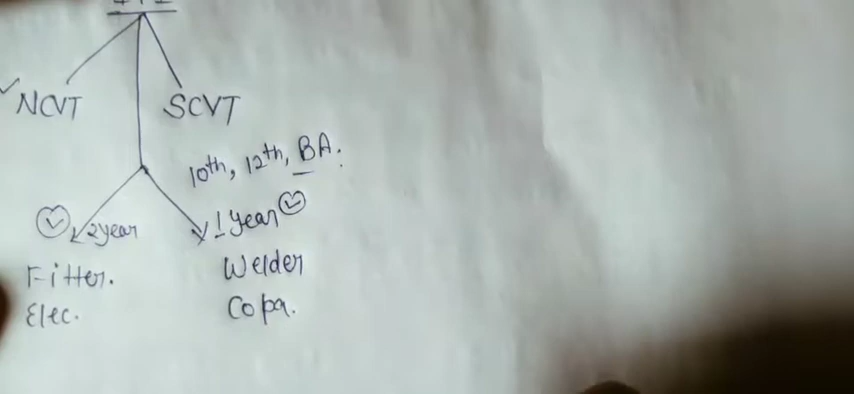 NCVT SCVT
10th, 12th, BA.
2year 1 year
Fitter. Welder
Elec. Copa.